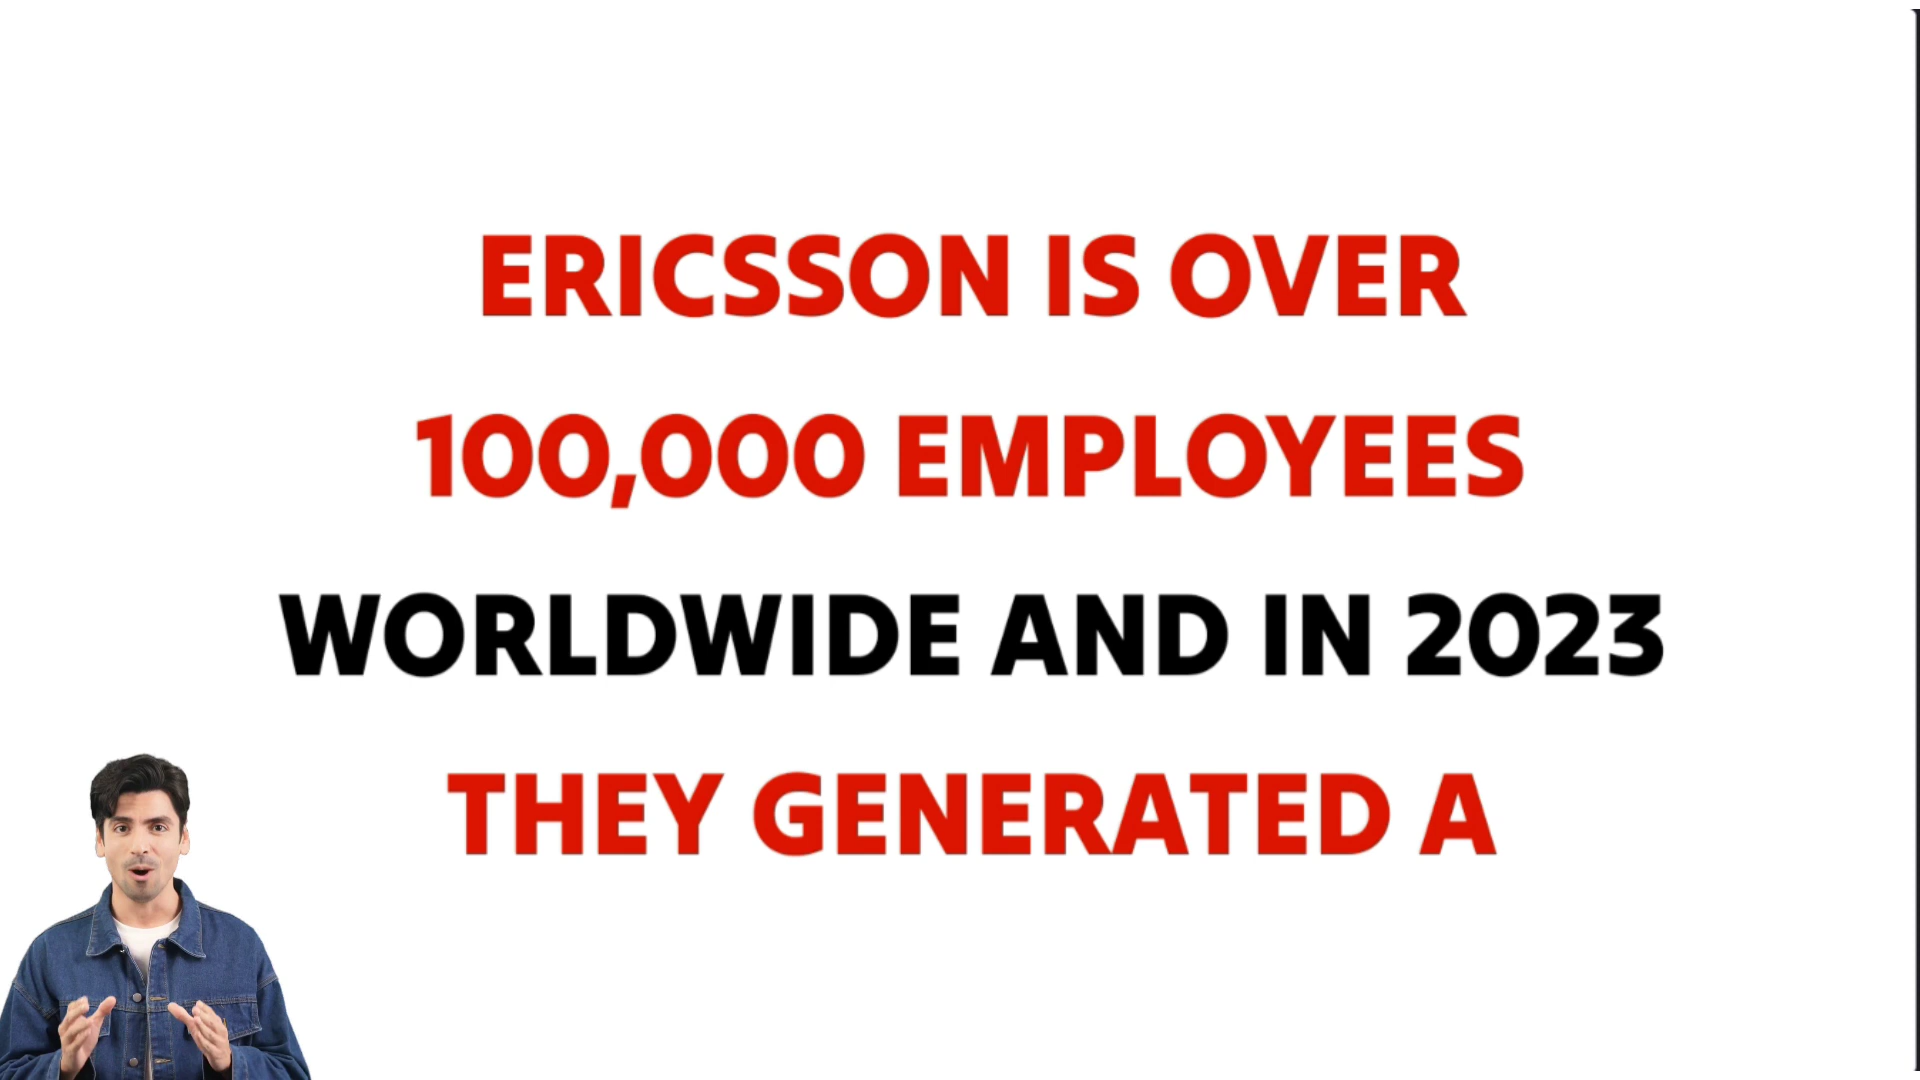 ERICSSON IS OVER
100,000 EMPLOYEES
WORLDWIDE AND IN 2023
THEY GENERATED A